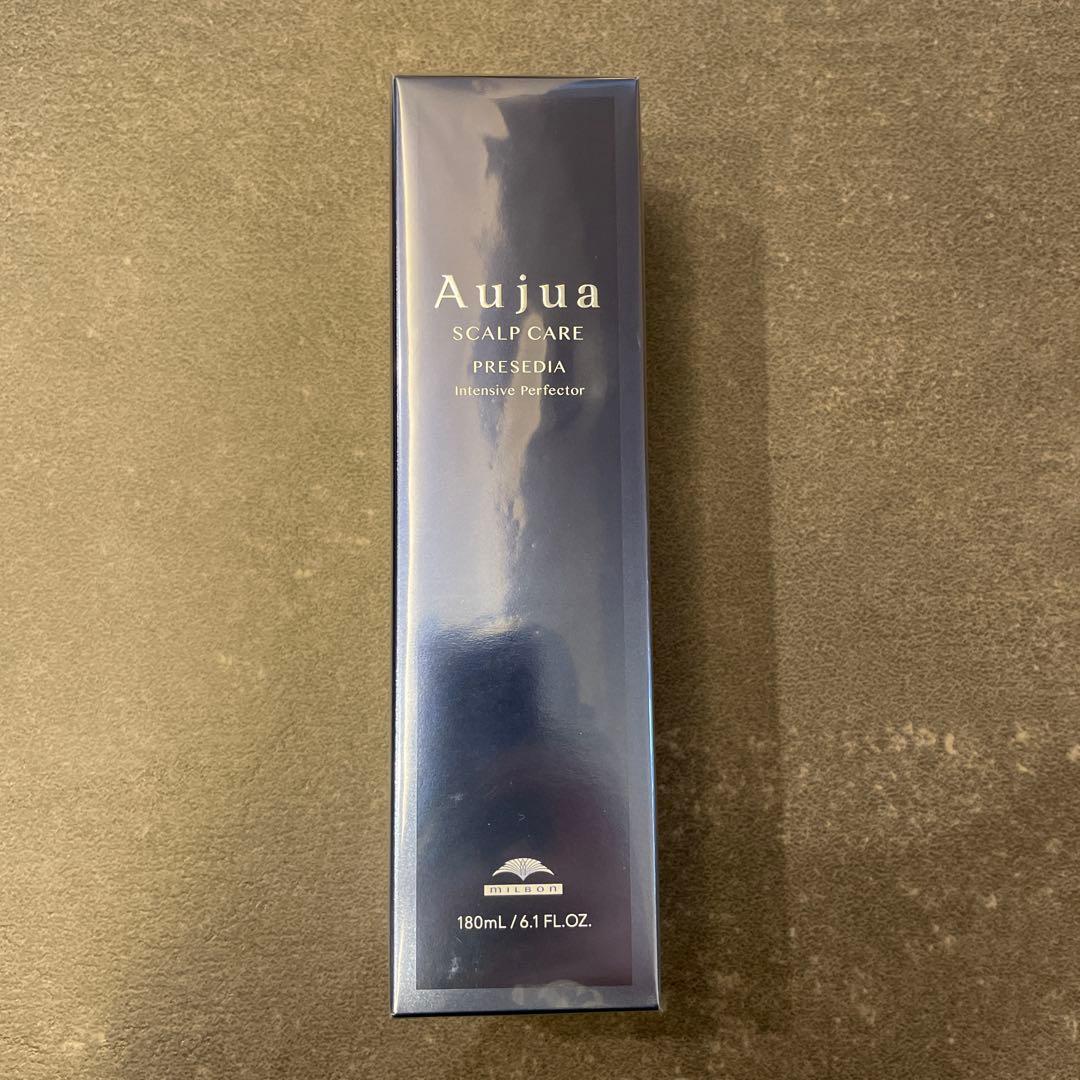 Aujua
SCALP CARE
PRESEDIA
Intensive Perfector
MILBON
180mL / 6.1 FL.OZ.